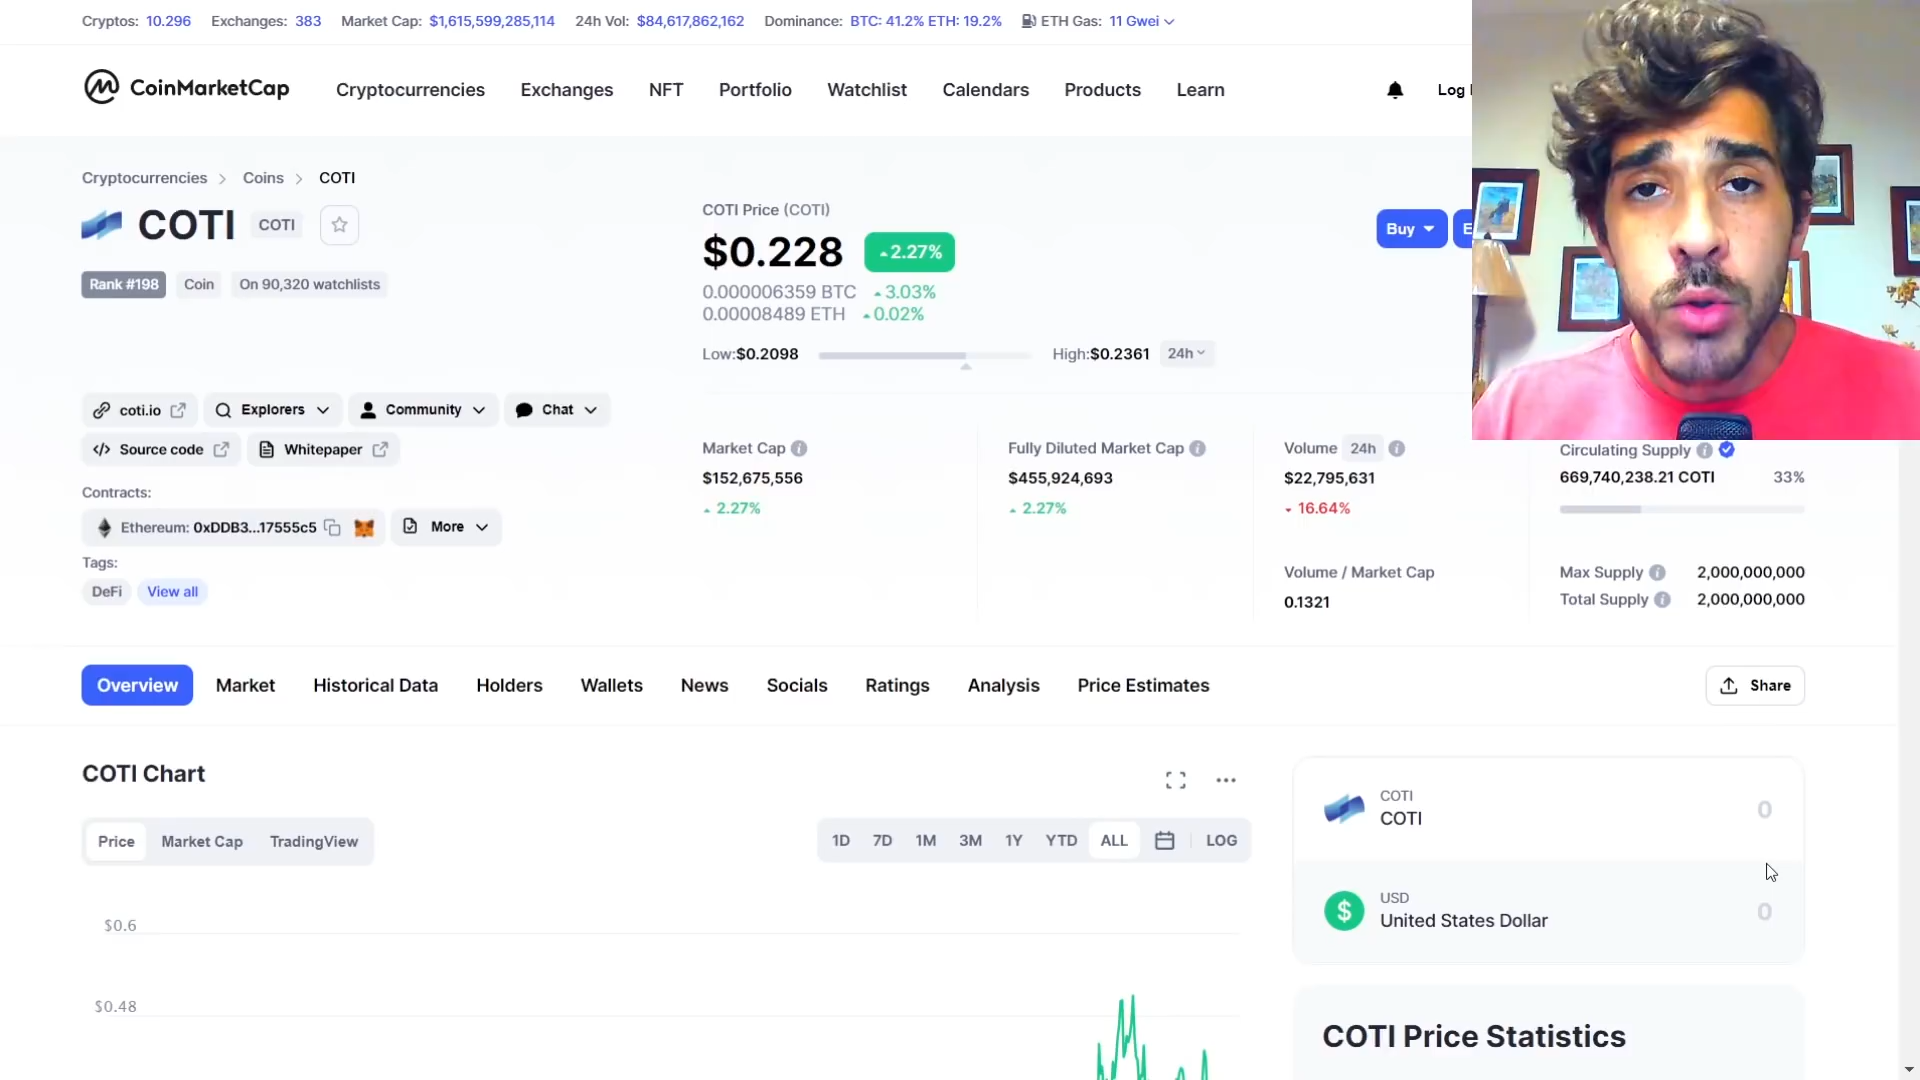 Cryptos: 10.296 Exchanges: 383 Market Cap: $1,615,599,285,114 24h Vol: $84,617,862,162 Dominance: BTC: 41.2% ETH: 19.2% ETH Gas: 11 Gwei
CoinMarketCap Cryptocurrencies Exchanges NFT Portfolio Watchlist Calendars Products Learn Log
Cryptocurrencies > Coins > COTI
COTI COTI
Rank #198 Coin On 90,320 watchlists
COTI Price (COTI)
$0.228 2.27%
0.000006359 BTC 3.03%
0.00008489 ETH 0.02%
Low:$0.2098 High:$0.2361 24h
Buy
coti.io Explorers Community Chat
Source code Whitepaper
Contracts:
Ethereum: 0xDDB3...17555c5 More
Tags:
DeFi View all
Market Cap
$152,675,556
2.27%
Fully Diluted Market Cap
$455,924,693
2.27%
Volume 24h
$22,795,631
16.64%
Volume / Market Cap
0.1321
Circulating Supply
669,740,238.21 COTI 33%
Max Supply 2,000,000,000
Total Supply 2,000,000,000
Overview Market Historical Data Holders Wallets News Socials Ratings Analysis Price Estimates Share
COTI Chart
Price Market Cap TradingView 1D 7D 1M 3M 1Y YTD ALL LOG
$0.6
$0.48
COTI
COTI 0
USD
United States Dollar 0
COTI Price Statistics